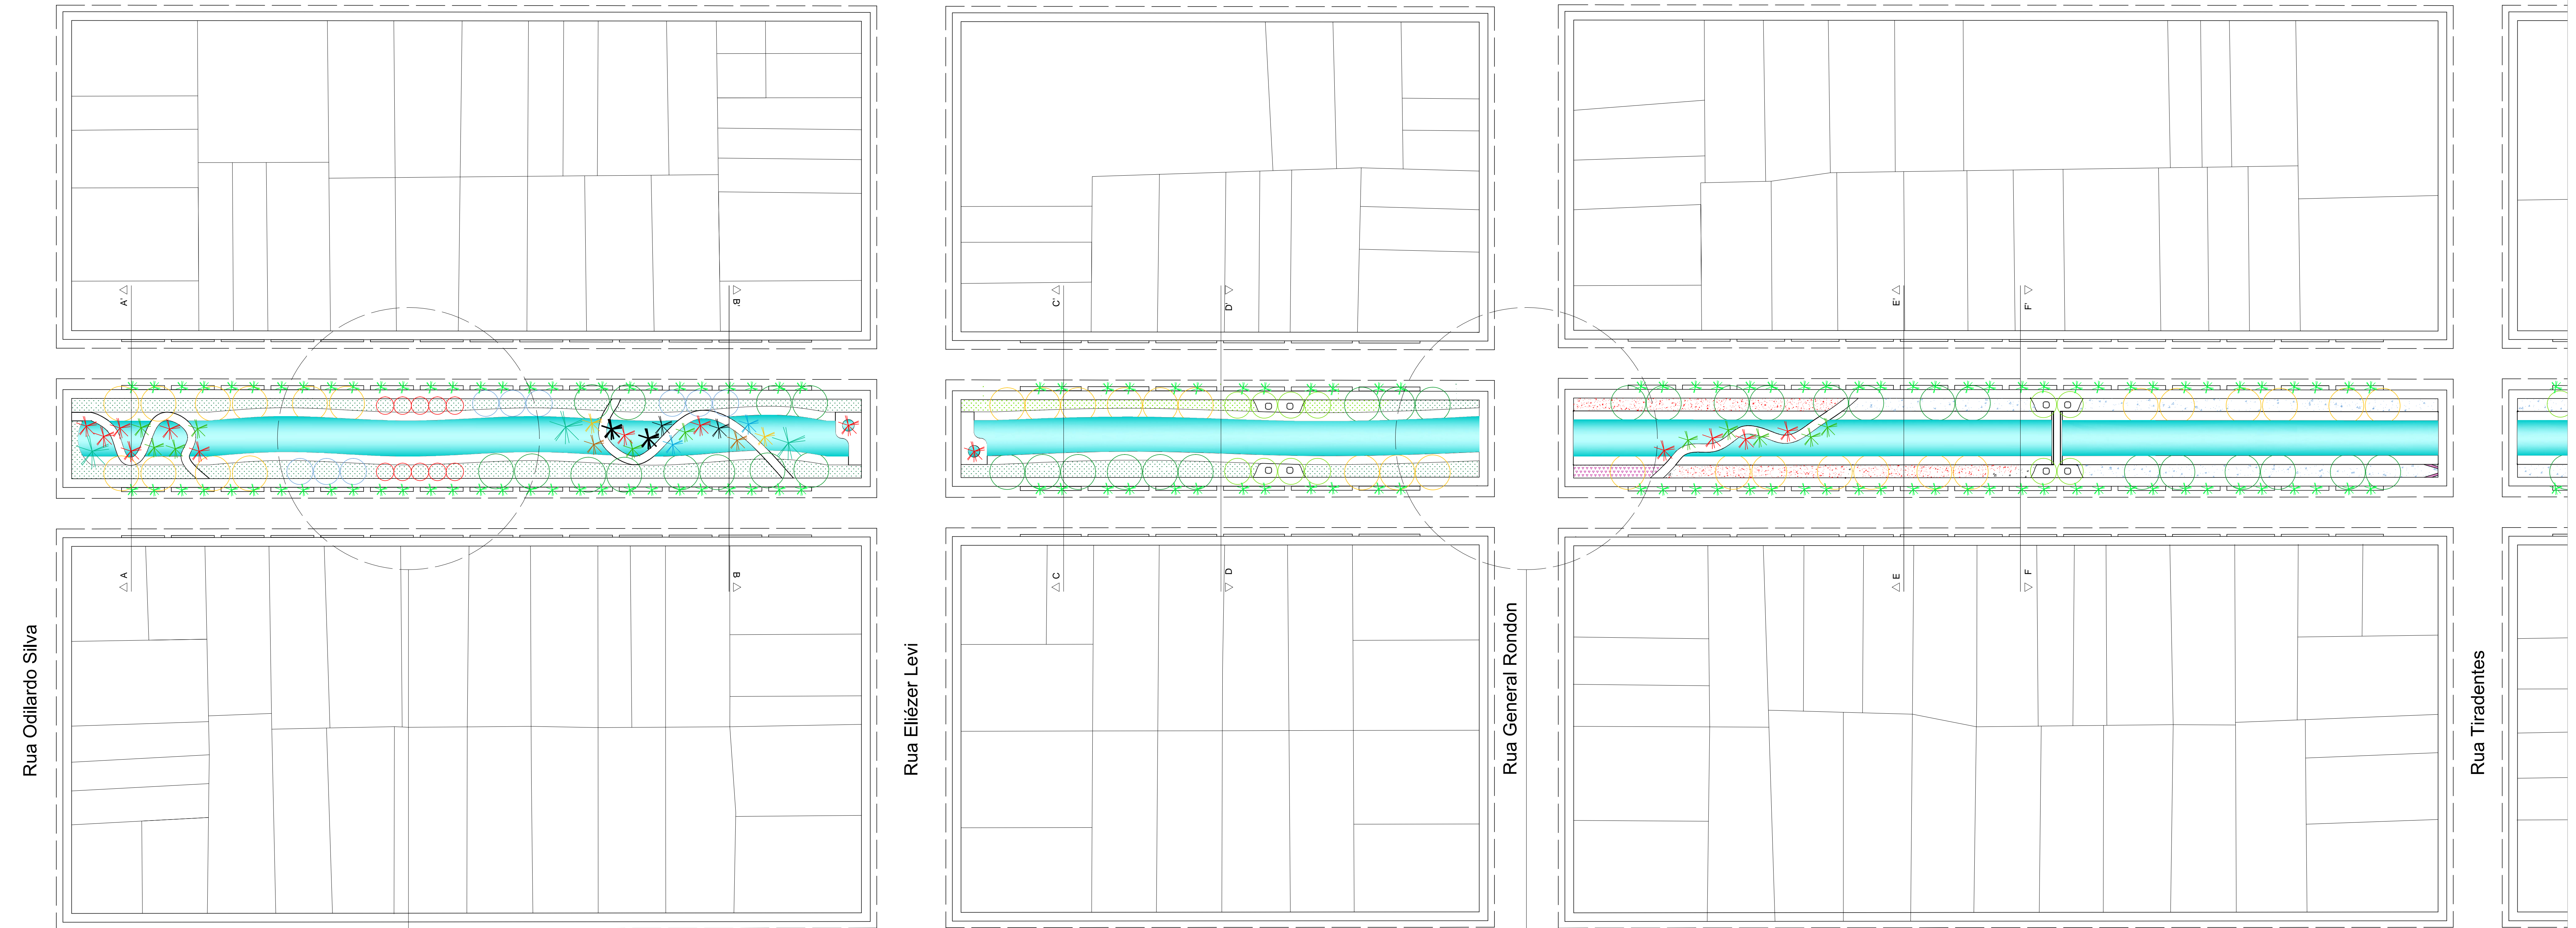 A'
B'
C'
D'
E'
F'
A
B
C
D
E
F
Rua Odilardo Silva
Rua Eliézer Levi
Rua General Rondon
Rua Tiradentes